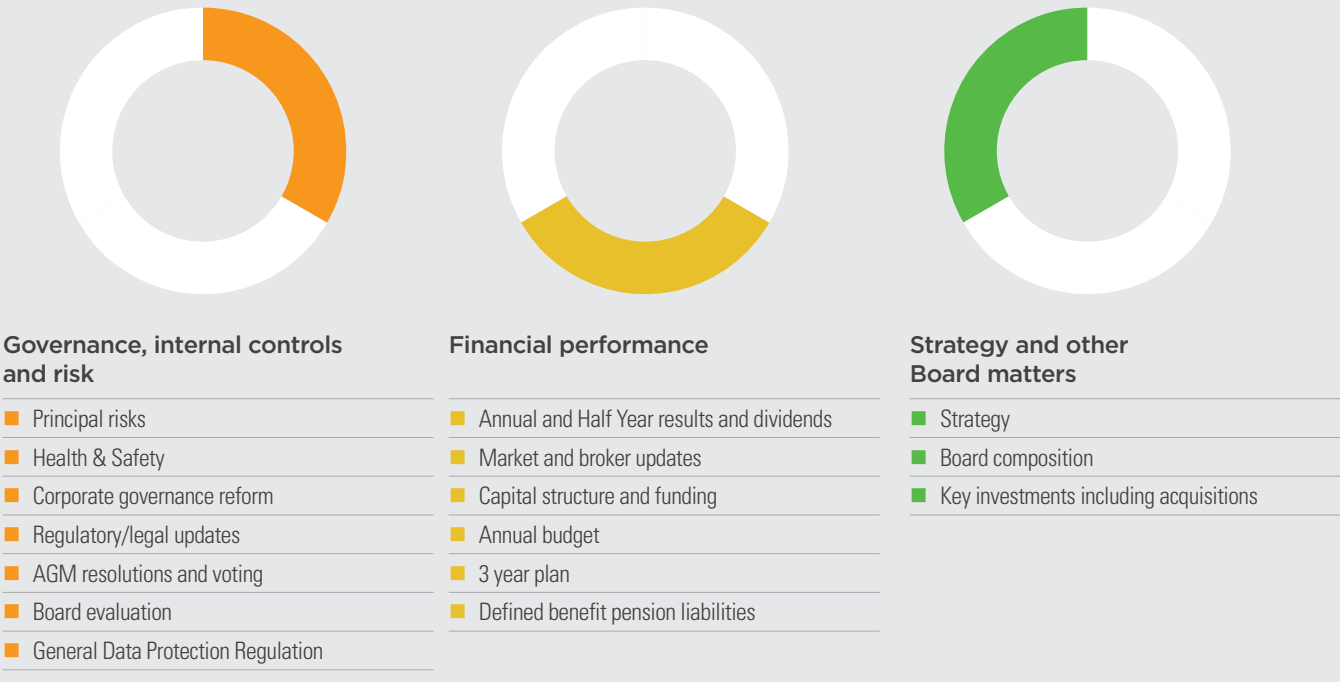 Governance, internal controls
and risk
Principal risks
Health & Safety
Corporate governance reform
Regulatory/legal updates
AGM resolutions and voting
Board evaluation
General Data Protection Regulation
Financial performance
Annual and Half Year results and dividends
Market and broker updates
Capital structure and funding
Annual budget
3 year plan
Defined benefit pension liabilities
Strategy and other
Board matters
Strategy
Board composition
Key investments including acquisitions